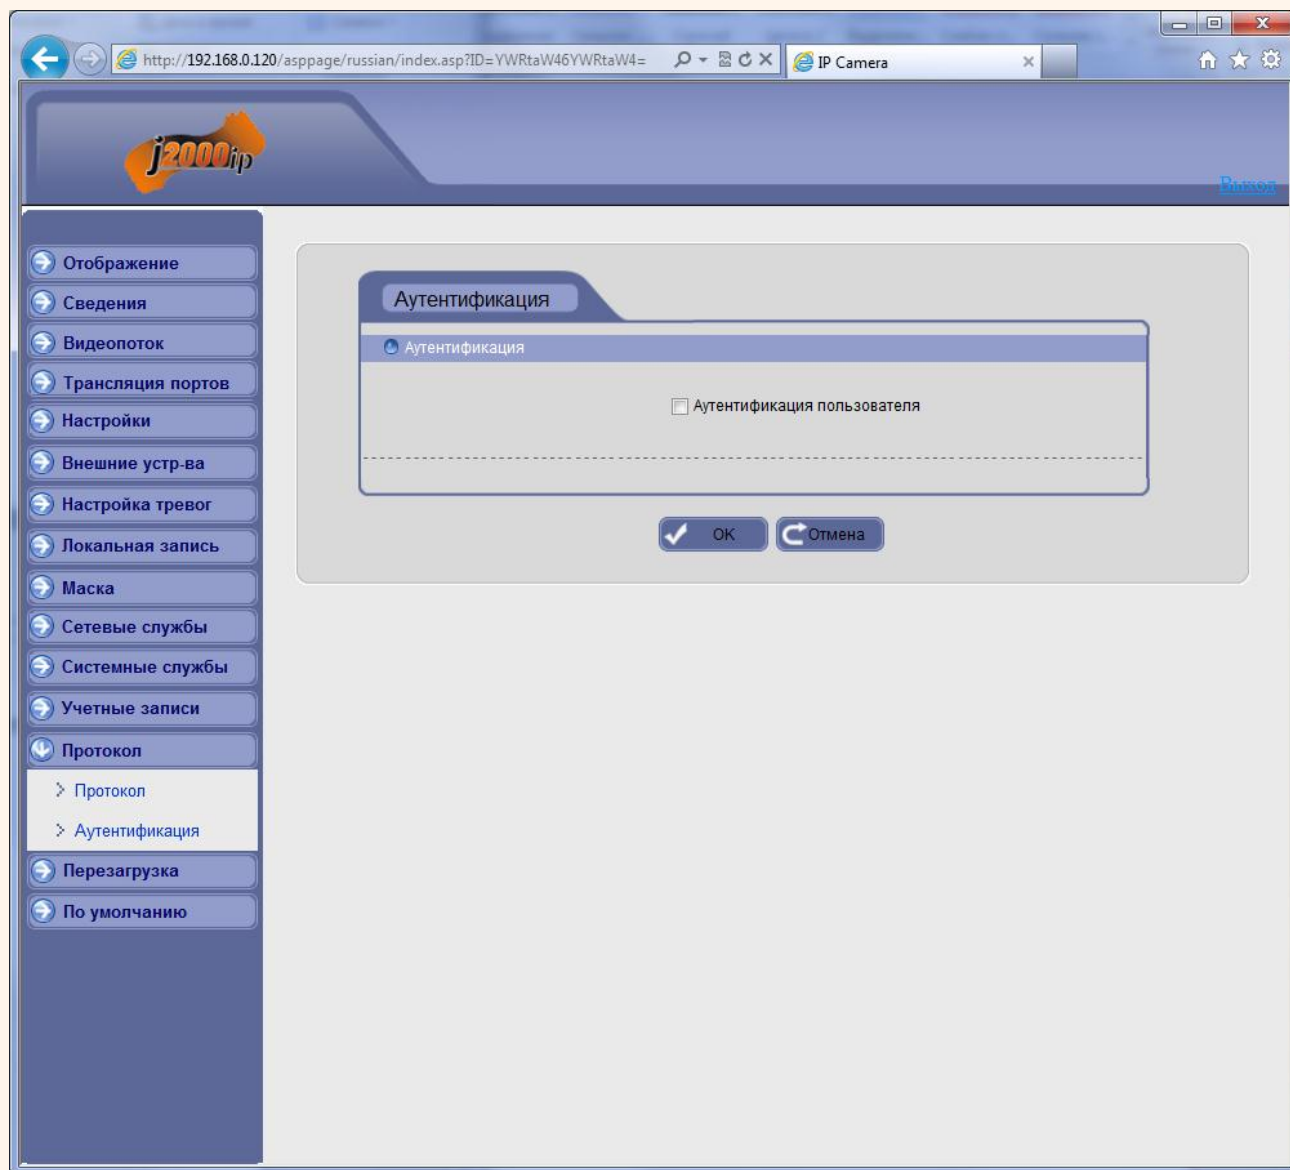 http://192.168.0.120/asppage/russian/index.asp?ID=YWRtaW46YWRtaW4=
IP Camera
j2000ip
Выход
Отображение
Сведения
Видеопоток
Трансляция портов
Настройки
Внешние устр-ва
Настройка тревог
Локальная запись
Маска
Сетевые службы
Системные службы
Учетные записи
Протокол
Протокол
Аутентификация
Перезагрузка
По умолчанию
Аутентификация
Аутентификация
Аутентификация пользователя
OK
Отмена